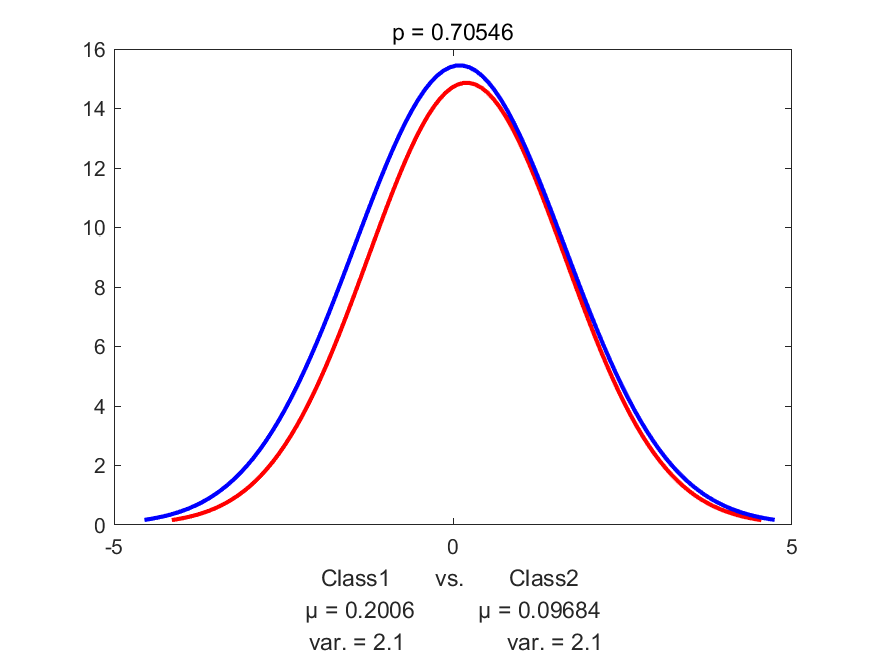 p = 0.70546
16
14
12
10
8
6
4
2
0
-5 0 5
Class1 vs. Class2
μ = 0.2006 μ = 0.09684
var. = 2.1 var. = 2.1